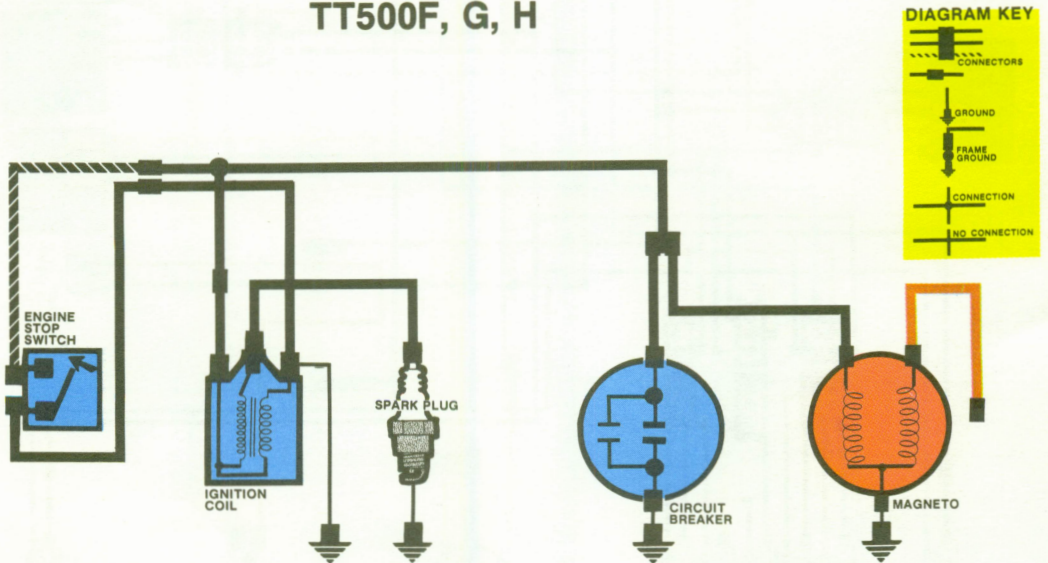 TT500F, G, H
DIAGRAM KEY
CONNECTORS
GROUND
FRAME
GROUND
CONNECTION
NO CONNECTION
ENGINE
STOP
SWITCH
SPARK PLUG
IGNITION
COIL
CIRCUIT
BREAKER
MAGNETO